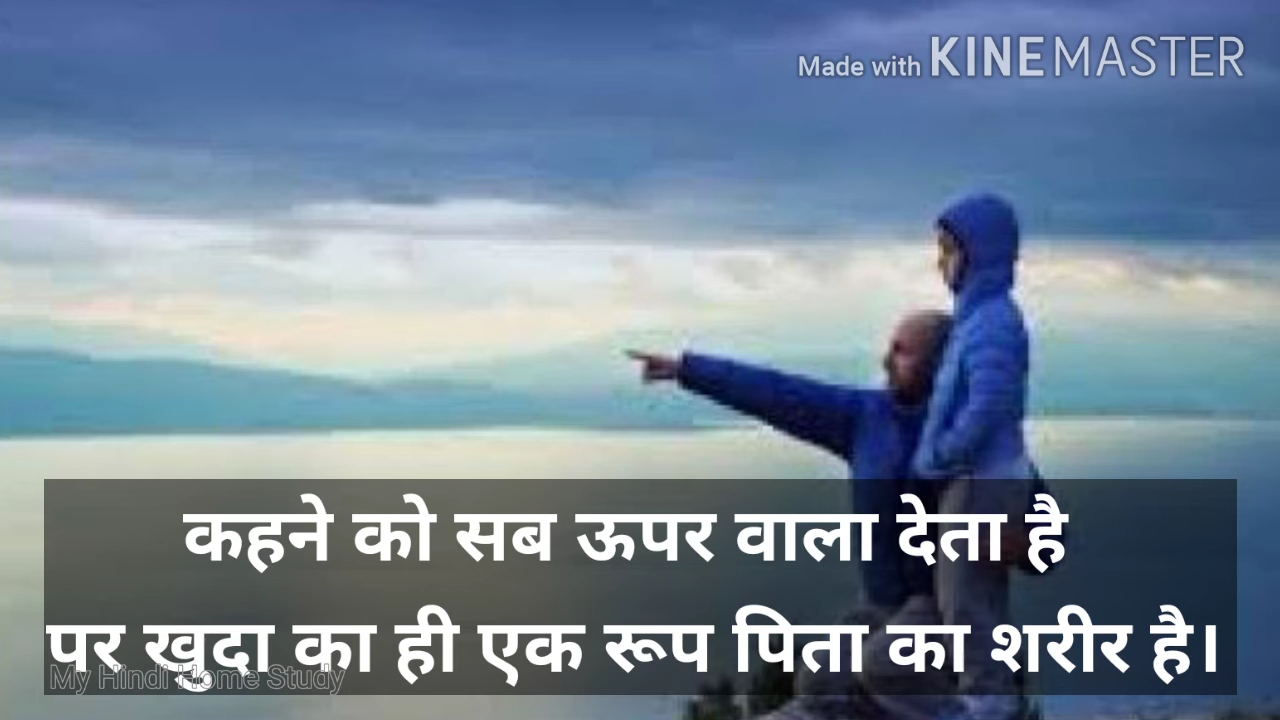 Made with KINEMASTER
कहने को सब ऊपर वाला देता है
पर खुदा का ही एक रूप पिता का शरीर है।
My Hindi Home Study